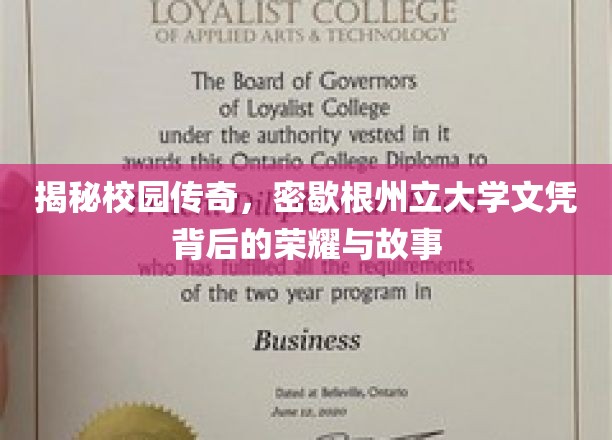 LOYALIST COLLEGE
OF APPLIED ARTS & TECHNOLOGY
The Board of Governors
of Loyalist College
under the authority vested in it
awards this Ontario College Diploma to
揭秘校园传奇，密歇根州立大学文凭
背后的荣耀与故事
who has fulfilled all the requirements
of the two year program in
Business
Dated at Belleville, Ontario
June 12, 2020